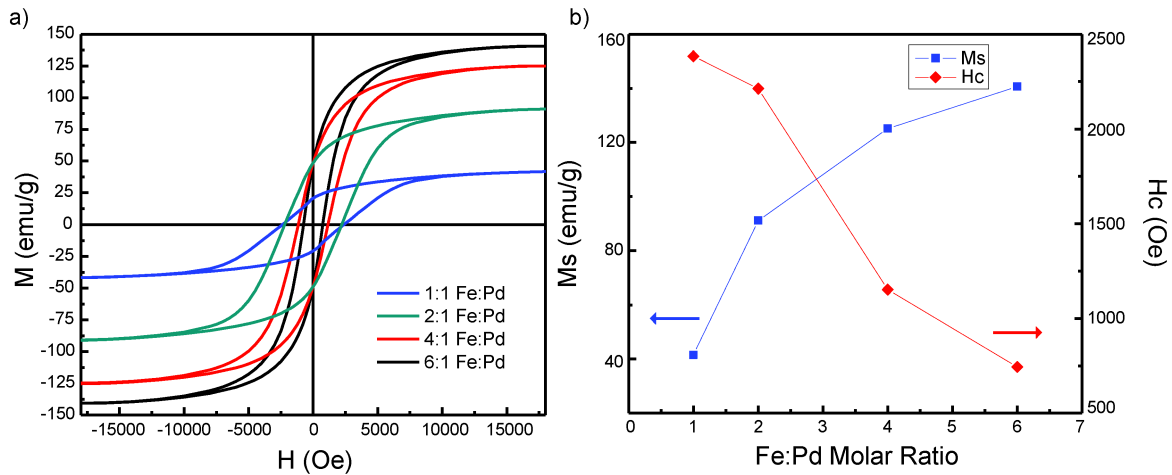 a)
M (emu/g)
150
125
100
75
50
25
0
-25
-50
-75
-100
-125
-150
1:1 Fe:Pd
2:1 Fe:Pd
4:1 Fe:Pd
6:1 Fe:Pd
-15000 -10000 -5000 0 5000 10000 15000
H (Oe)
b)
Ms (emu/g)
160
120
80
40
Ms
Hc
2500
2000
1500
1000
500
Hc
(Oe)
0 1 2 3 4 5 6 7
Fe:Pd Molar Ratio